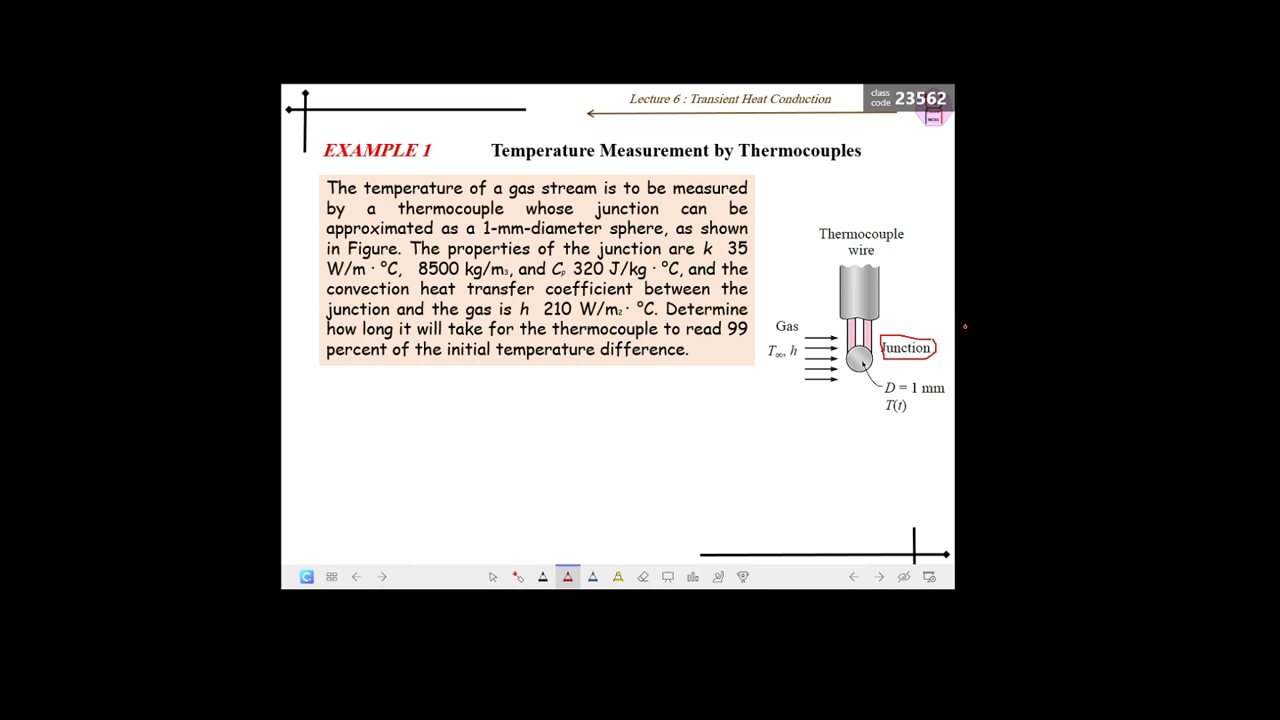 Lecture 6 : Transient Heat Conduction
class code 23562
EXAMPLE 1
Temperature Measurement by Thermocouples
The temperature of a gas stream is to be measured
by a thermocouple whose junction can be
approximated as a 1-mm-diameter sphere, as shown
in Figure. The properties of the junction are k 35
W/m · °C, 8500 kg/m₃, and Cₚ 320 J/kg · °C, and the
convection heat transfer coefficient between the
junction and the gas is h 210 W/m₂ · °C. Determine
how long it will take for the thermocouple to read 99
percent of the initial temperature difference.
Thermocouple
wire
Gas
T∞, h
Junction
D = 1 mm
T(t)